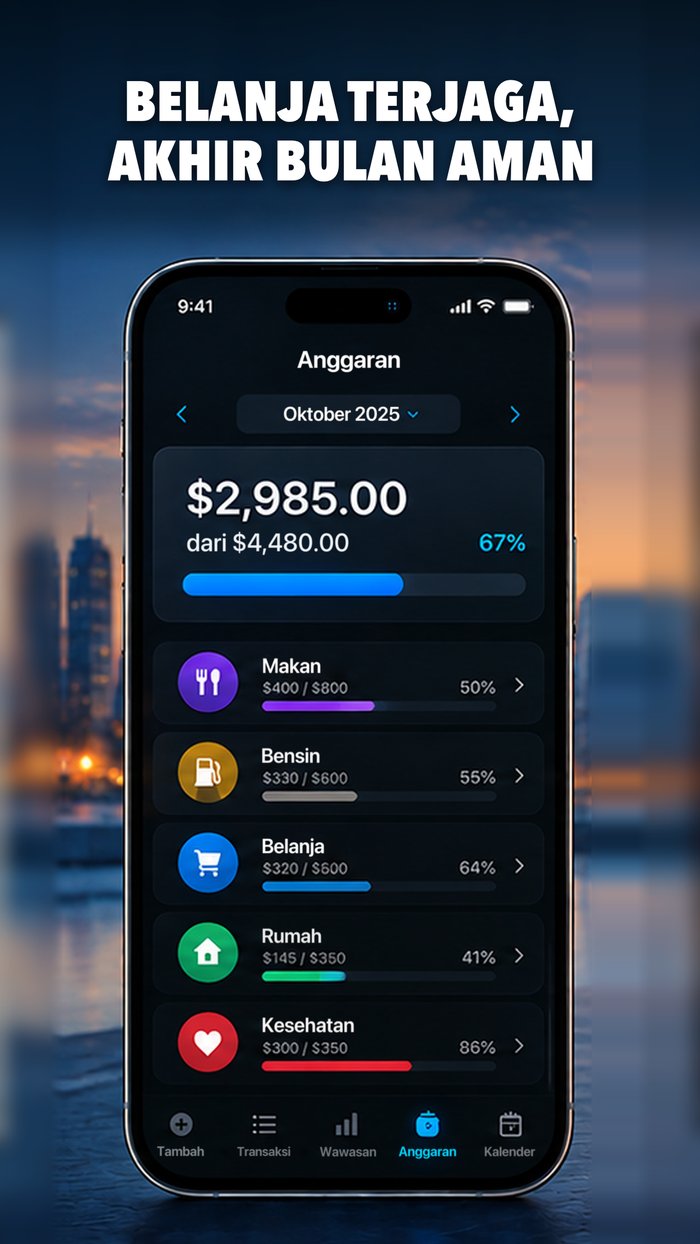 BELANJA TERJAGA,
AKHIR BULAN AMAN
9:41
Anggaran
Oktober 2025
$2,985.00
dari $4,480.00
67%
Makan
$400 / $800
50%
Bensin
$330 / $600
55%
Belanja
$320 / $600
64%
Rumah
$145 / $350
41%
Kesehatan
$300 / $350
86%
Tambah
Transaksi
Wawasan
Anggaran
Kalender